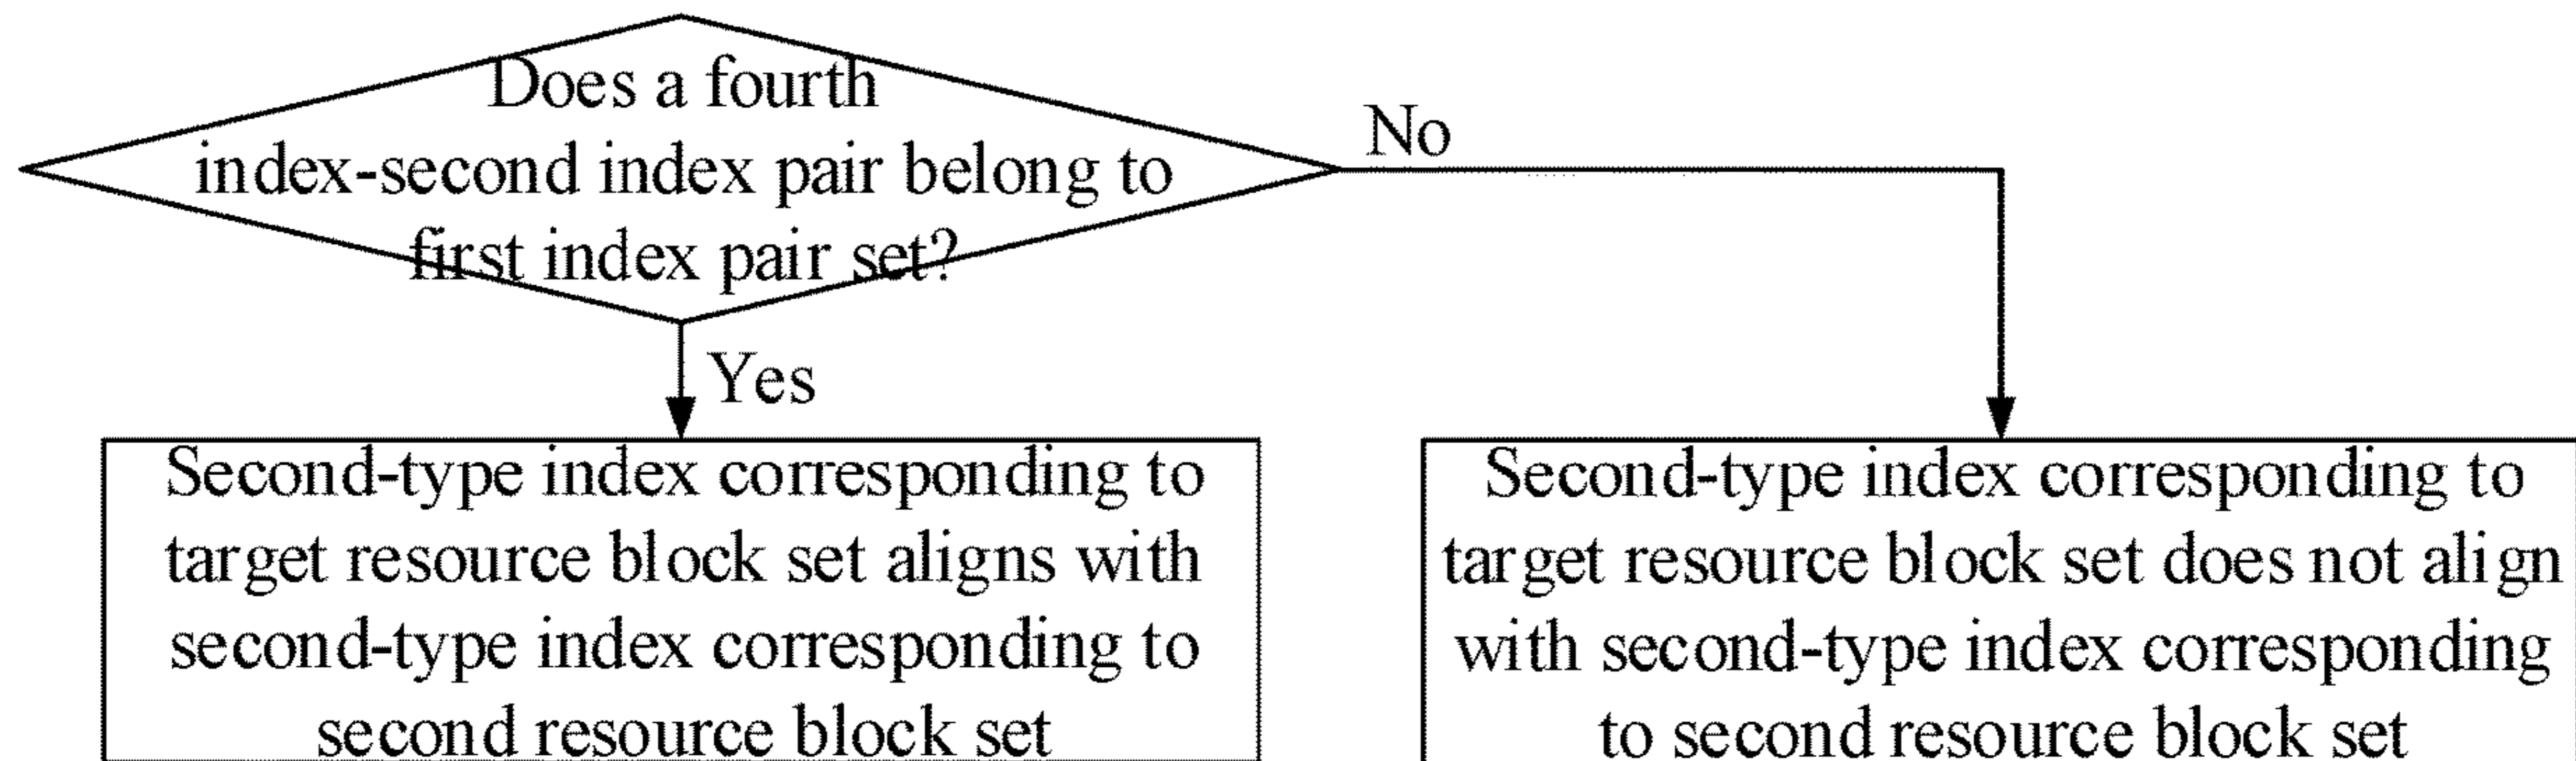 Does a fourth
index-second index pair belong to
first index pair set?
No
Yes
Second-type index corresponding to
target resource block set aligns with
second-type index corresponding to
second resource block set
Second-type index corresponding to
target resource block set does not align
with second-type index corresponding
to second resource block set